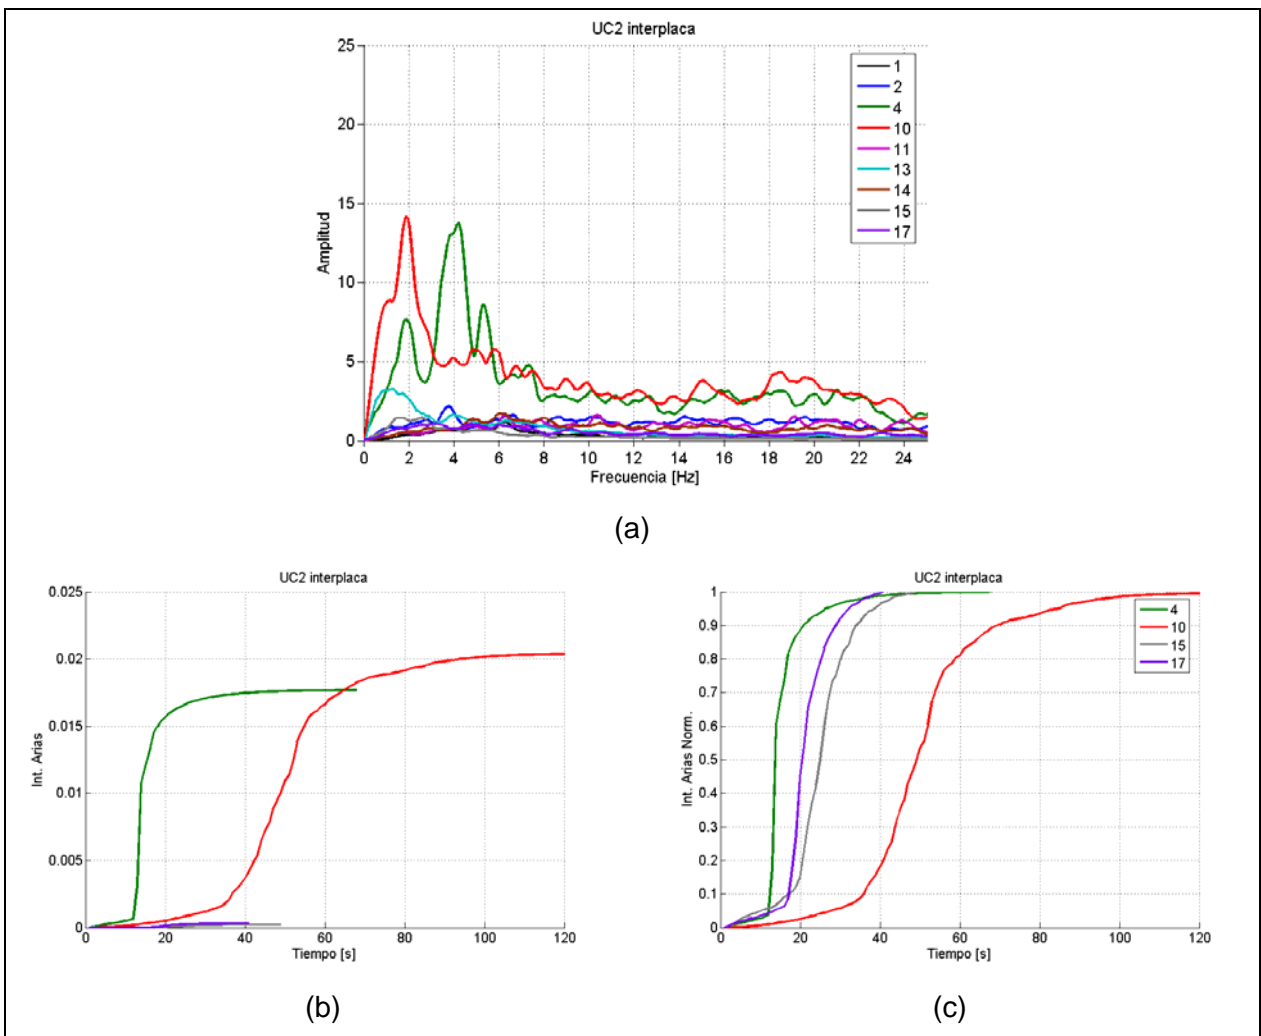 UC2 interplaca
25
20
15
10
5
0
Amplitud
0 2 4 6 8 10 12 14 16 18 20 22 24
Frecuencia [Hz]
1
2
4
10
11
13
14
15
17
(a)
UC2 interplaca
0.025
0.02
0.015
0.01
0.005
0
Int. Arias
0 20 40 60 80 100 120
Tiempo [s]
(b)
UC2 interplaca
1
0.9
0.8
0.7
0.6
0.5
0.4
0.3
0.2
0.1
0
Int. Arias Norm.
0 20 40 60 80 100 120
Tiempo [s]
4
10
15
17
(c)